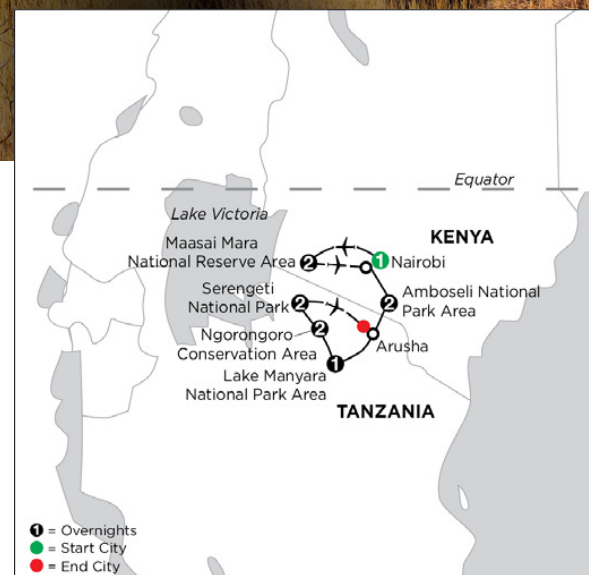 Equator
Lake Victoria
KENYA
Maasai Mara
National Reserve Area
2
1
Nairobi
Serengeti
National Park
2
2
Amboseli National
Park Area
Ngorongoro
Conservation Area
2
Arusha
Lake Manyara
National Park Area
1
TANZANIA
1 = Overnights
= Start City
= End City